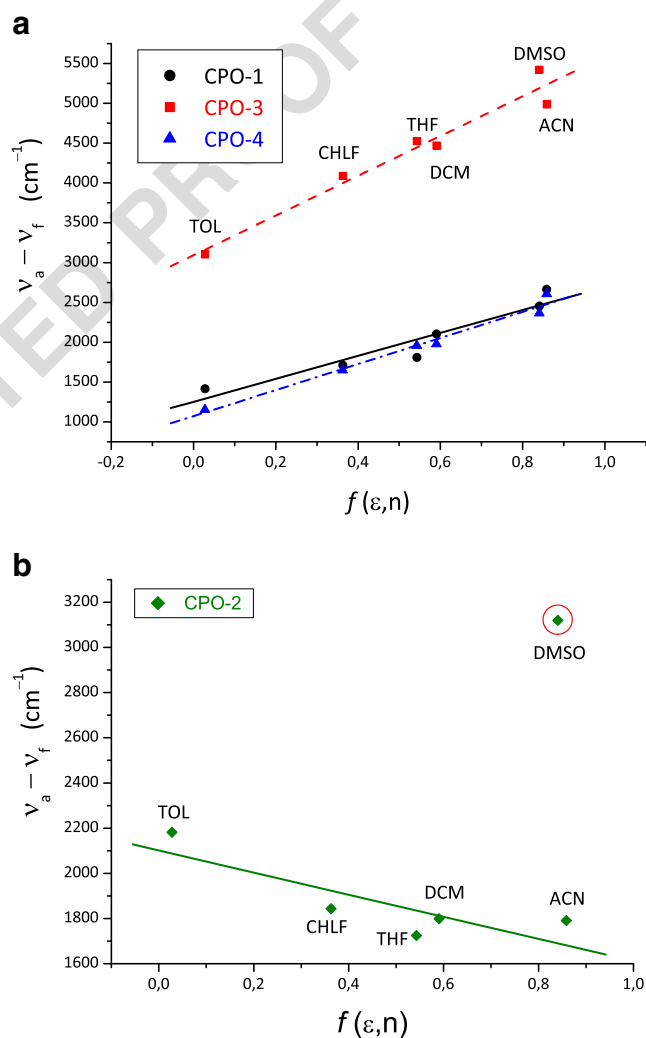 a
CPO-1
CPO-3
CPO-4
DMSO
ACN
THF
DCM
CHLF
TOL
5500
5000
4500
4000
3500
3000
2500
2000
1500
1000
νa – νf (cm−1)
-0,2 0,0 0,2 0,4 0,6 0,8 1,0
f (ε,n)
TED PROOF
b
CPO-2
DMSO
TOL
CHLF
THF
DCM
ACN
3200
3000
2800
2600
2400
2200
2000
1800
1600
νa – νf (cm−1)
0,0 0,2 0,4 0,6 0,8 1,0
f (ε,n)